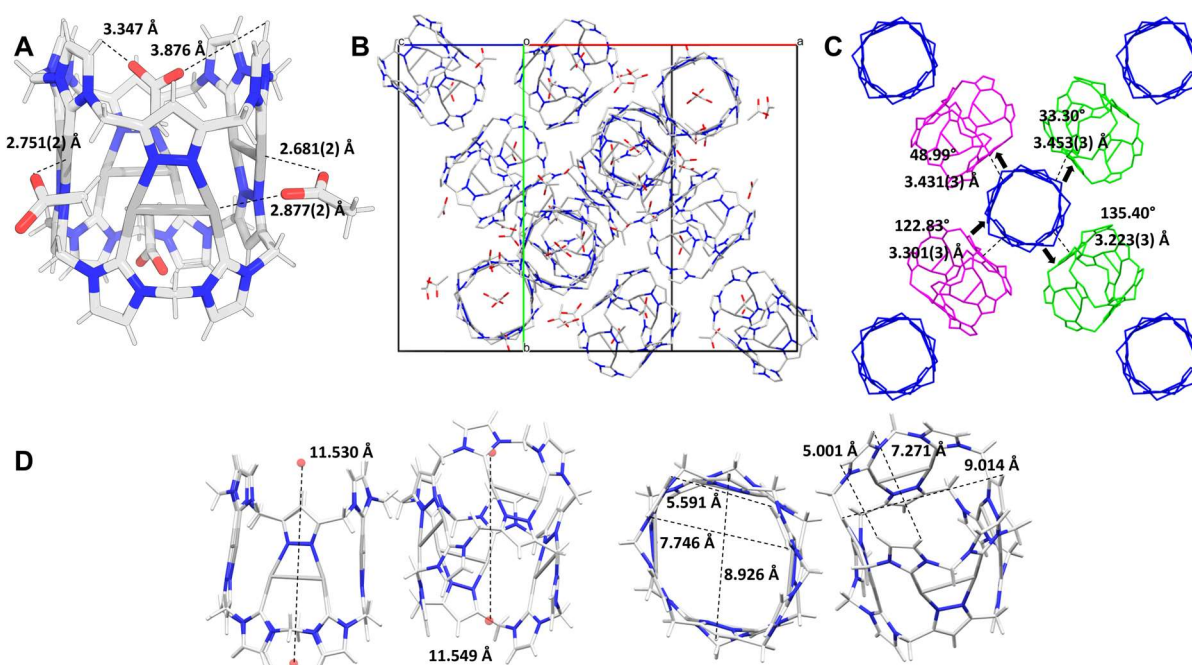 A
3.347 Å
3.876 Å
2.751(2) Å
2.681(2) Å
2.877(2) Å
B
c
o
a
b
C
33.30°
3.453(3) Å
48.99°
3.431(3) Å
122.83°
3.301(3) Å
135.40°
3.223(3) Å
D
11.530 Å
11.549 Å
5.591 Å
7.746 Å
8.926 Å
5.001 Å
7.271 Å
9.014 Å